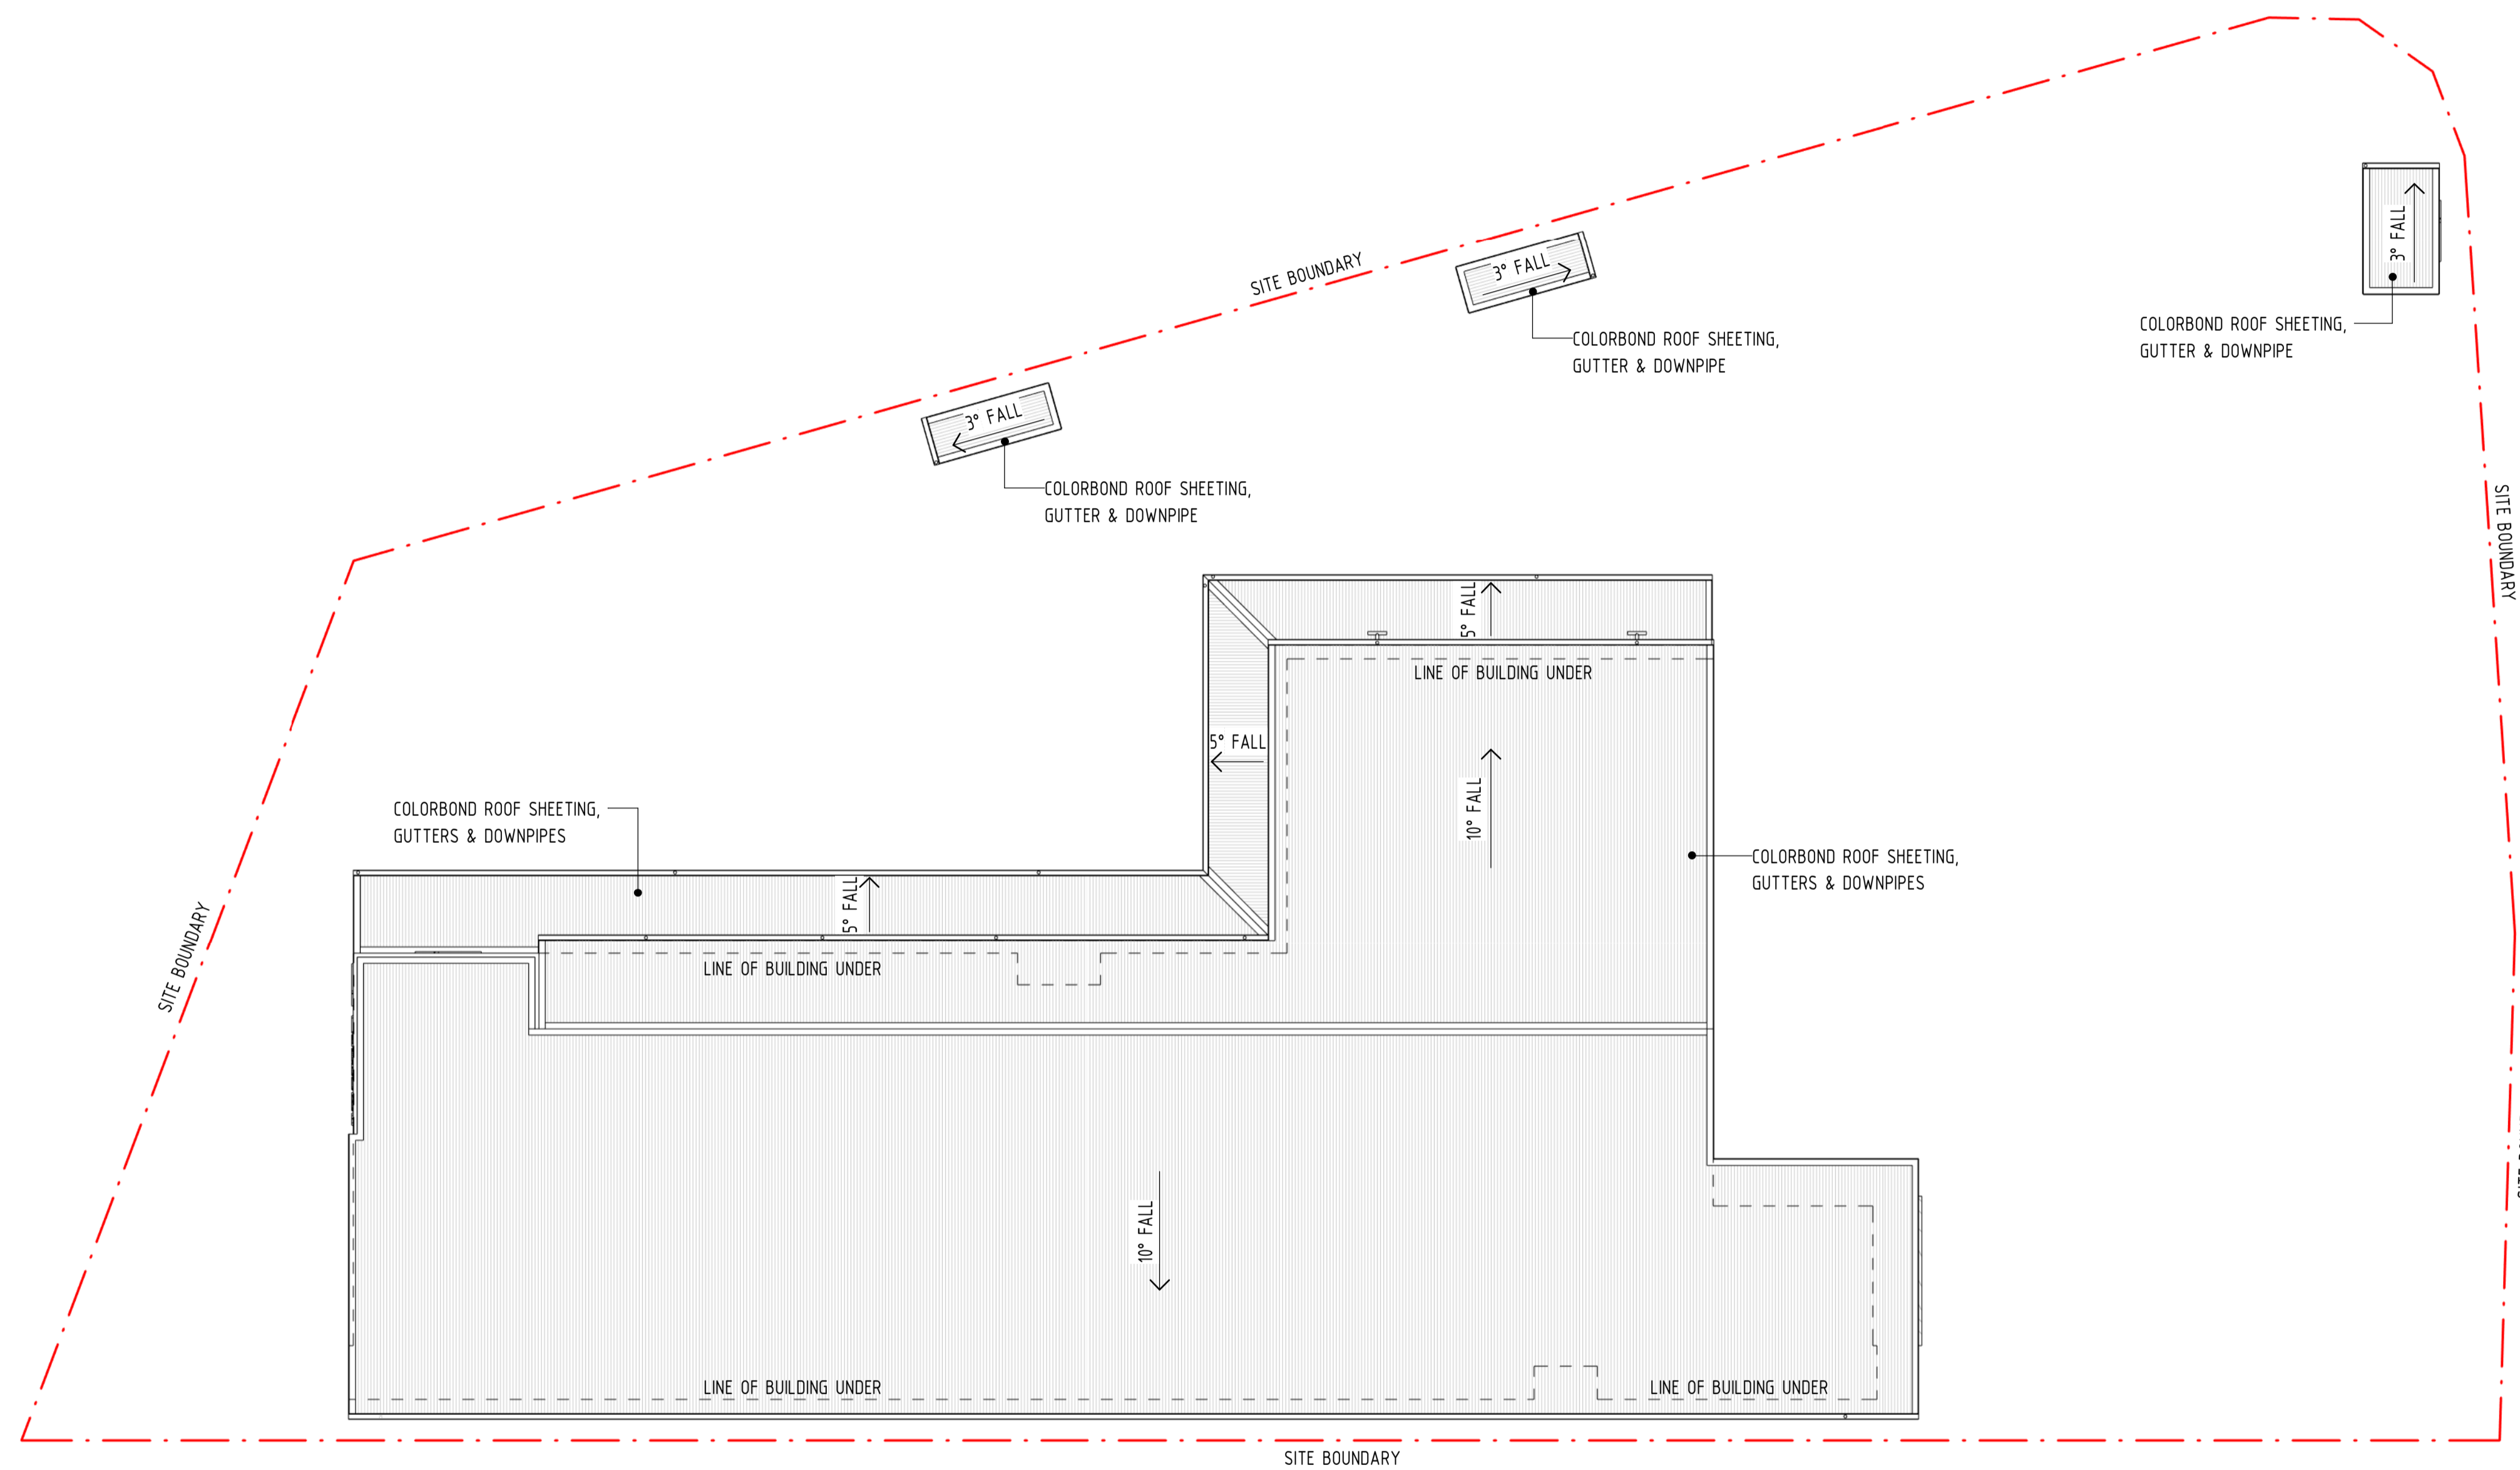 SITE BOUNDARY
3° FALL
3° FALL
COLORBOND ROOF SHEETING,
GUTTER & DOWNPIPE
COLORBOND ROOF SHEETING,
GUTTER & DOWNPIPE
3° FALL
COLORBOND ROOF SHEETING,
GUTTER & DOWNPIPE
SITE BOUNDARY
5° FALL
LINE OF BUILDING UNDER
5° FALL
10° FALL
COLORBOND ROOF SHEETING,
GUTTERS & DOWNPIPES
COLORBOND ROOF SHEETING,
GUTTERS & DOWNPIPES
5° FALL
SITE BOUNDARY
LINE OF BUILDING UNDER
10° FALL
LINE OF BUILDING UNDER
LINE OF BUILDING UNDER
SITE BOUNDARY